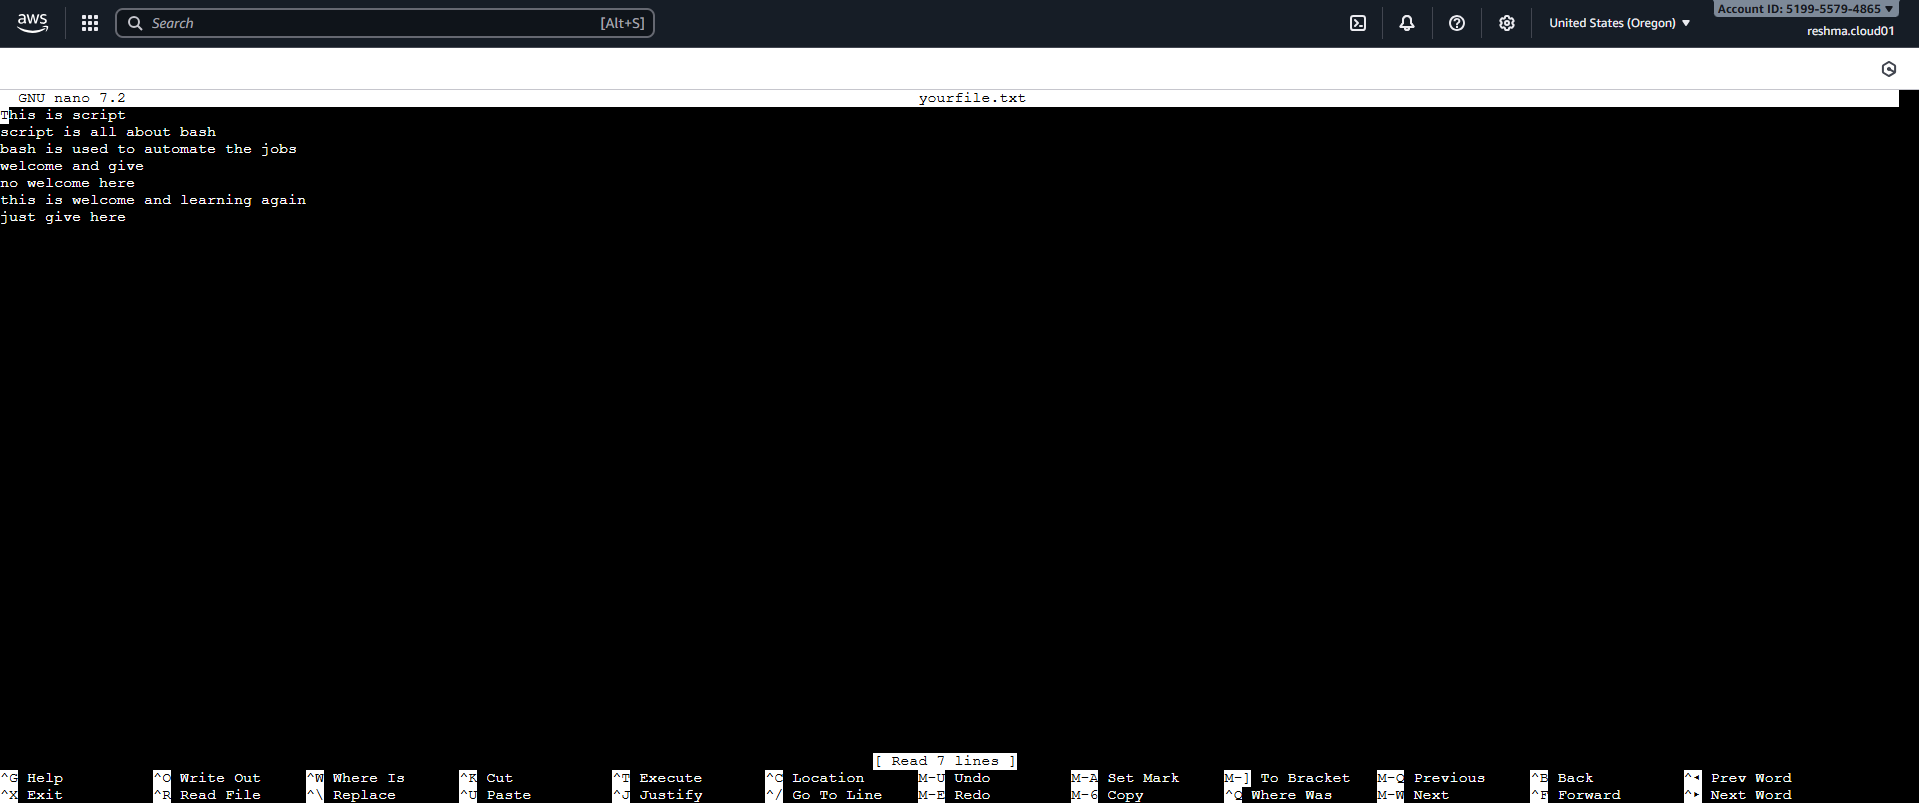 aws
Search [Alt+S]
United States (Oregon)
Account ID: 5199-5579-4865
reshma.cloud01
GNU nano 7.2 yourfile.txt
This is script
script is all about bash
bash is used to automate the jobs
welcome and give
no welcome here
this is welcome and learning again
just give here
[ Read 7 lines ]
^G Help ^O Write Out ^W Where Is ^K Cut ^T Execute ^C Location M-U Undo M-A Set Mark M-] To Bracket M-Q Previous ^B Back ^◂ Prev Word
^X Exit ^R Read File ^\ Replace ^U Paste ^J Justify ^/ Go To Line M-E Redo M-6 Copy ^Q Where Was M-W Next ^F Forward ^▸ Next Word